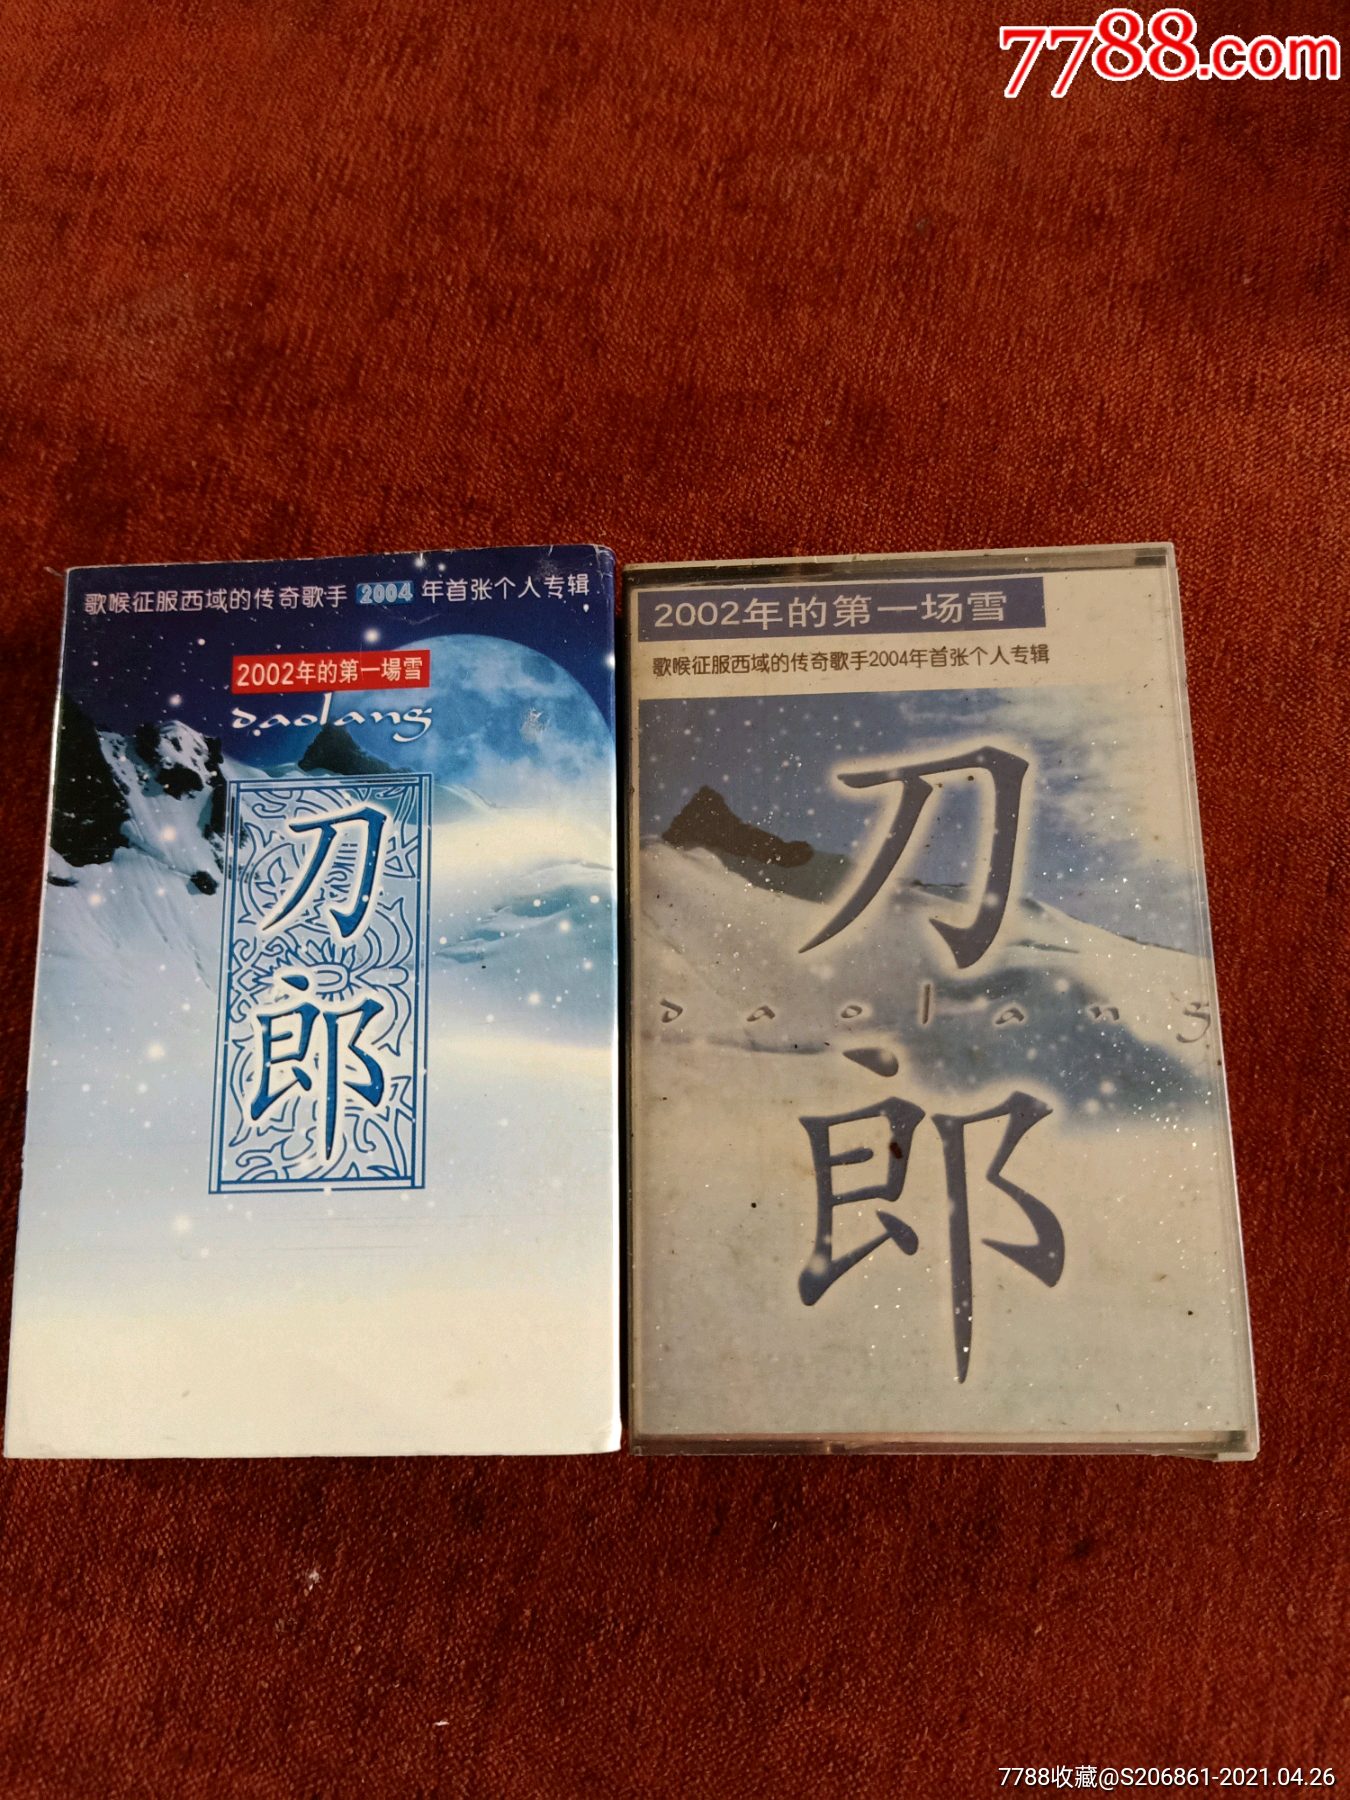 7788.com
歌喉征服西域的传奇歌手 2004 年首张个人专辑
2002年的第一場雪
daolang
刀
郎
2002年的第一场雪
歌喉征服西域的传奇歌手2004年首张个人专辑
刀
daolang
郎
7788收藏@S206861-2021.04.26